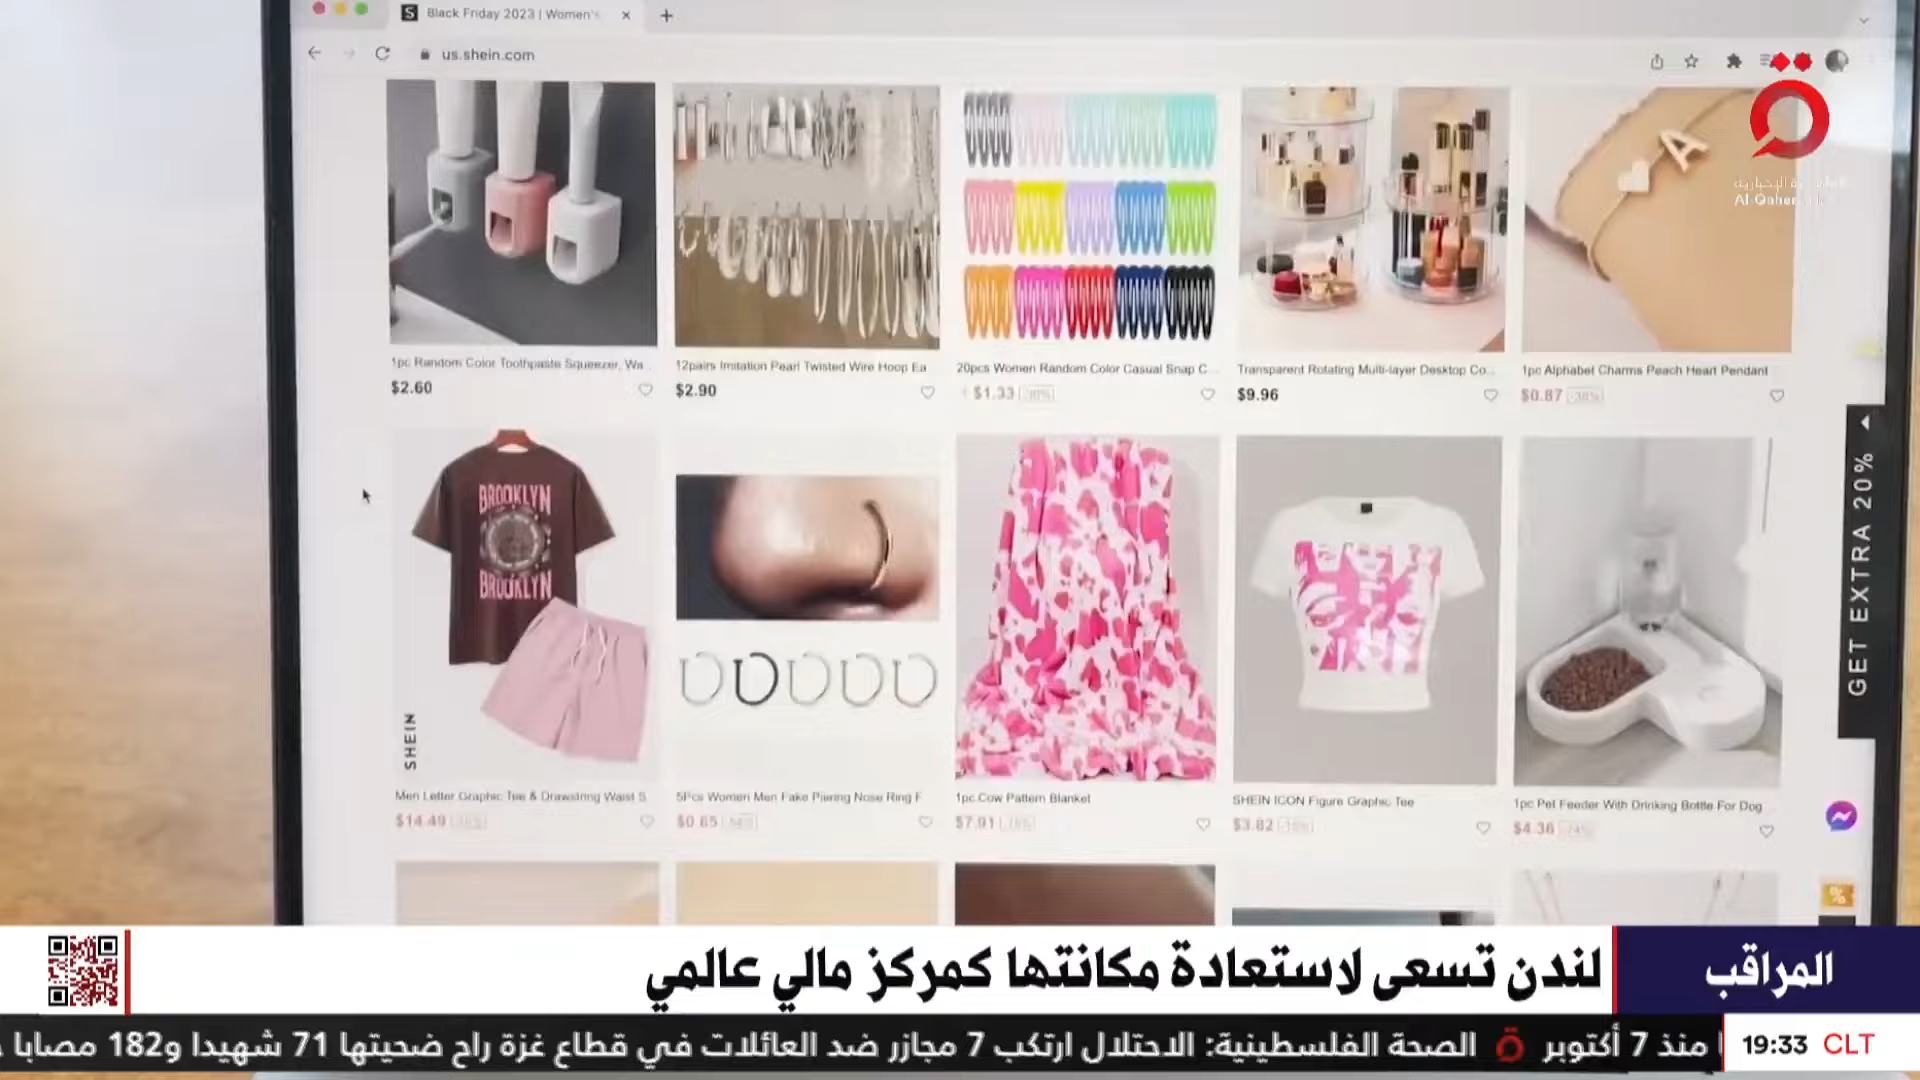 Black Friday 2023 | Women's
us.shein.com
Al Qahera
1pc Random Color Toothpaste Squeezer, Wa...
$2.60
12pairs Imitation Pearl Twisted Wire Hoop Ea
$2.90
20pcs Women Random Color Casual Snap C...
$1.33
Transparent Rotating Multi-layer Desktop Co...
$9.96
1pc Alphabet Charms Peach Heart Pendant
$0.87 -38%
GET EXTRA 20%
BROOKLYN
BROOKLYN
SHEIN
Men Letter Graphic Tee & Drawstring Waist S
$14.49
5Pcs Women Men Fake Piering Nose Ring F
$0.65
1pc Cow Pattern Blanket
$7.91
SHEIN ICON Figure Graphic Tee
$3.82
1pc Pet Feeder With Drinking Bottle For Dog
$4.36 -74%
المراقب
لندن تسعى لاستعادة مكانتها كمركز مالي عالمي
منذ 7 أكتوبر
الصحة الفلسطينية: الاحتلال ارتكب 7 مجازر ضد العائلات في قطاع غزة راح ضحيتها 71 شهيدا و182 مصابا
19:33 CLT